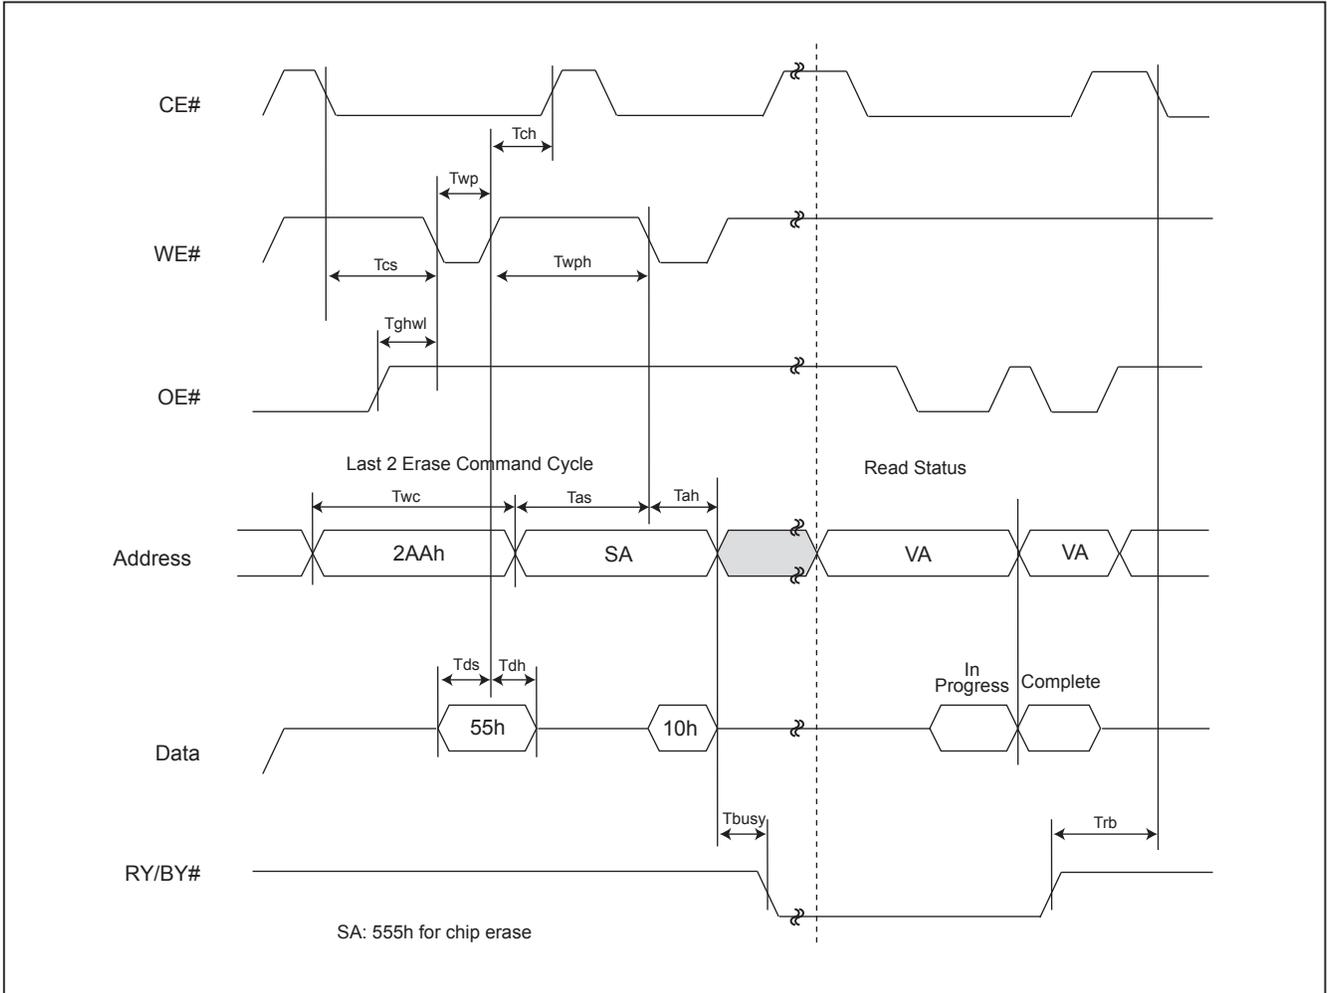 CE#
Tch
Twp
WE#
Tcs
Twph
Tghwl
OE#
Last 2 Erase Command Cycle
Read Status
Twc
Tas
Tah
Address
2AAh
SA
VA
VA
Tds
Tdh
In
Progress
Complete
55h
10h
Data
Tbusy
Trb
RY/BY#
SA: 555h for chip erase